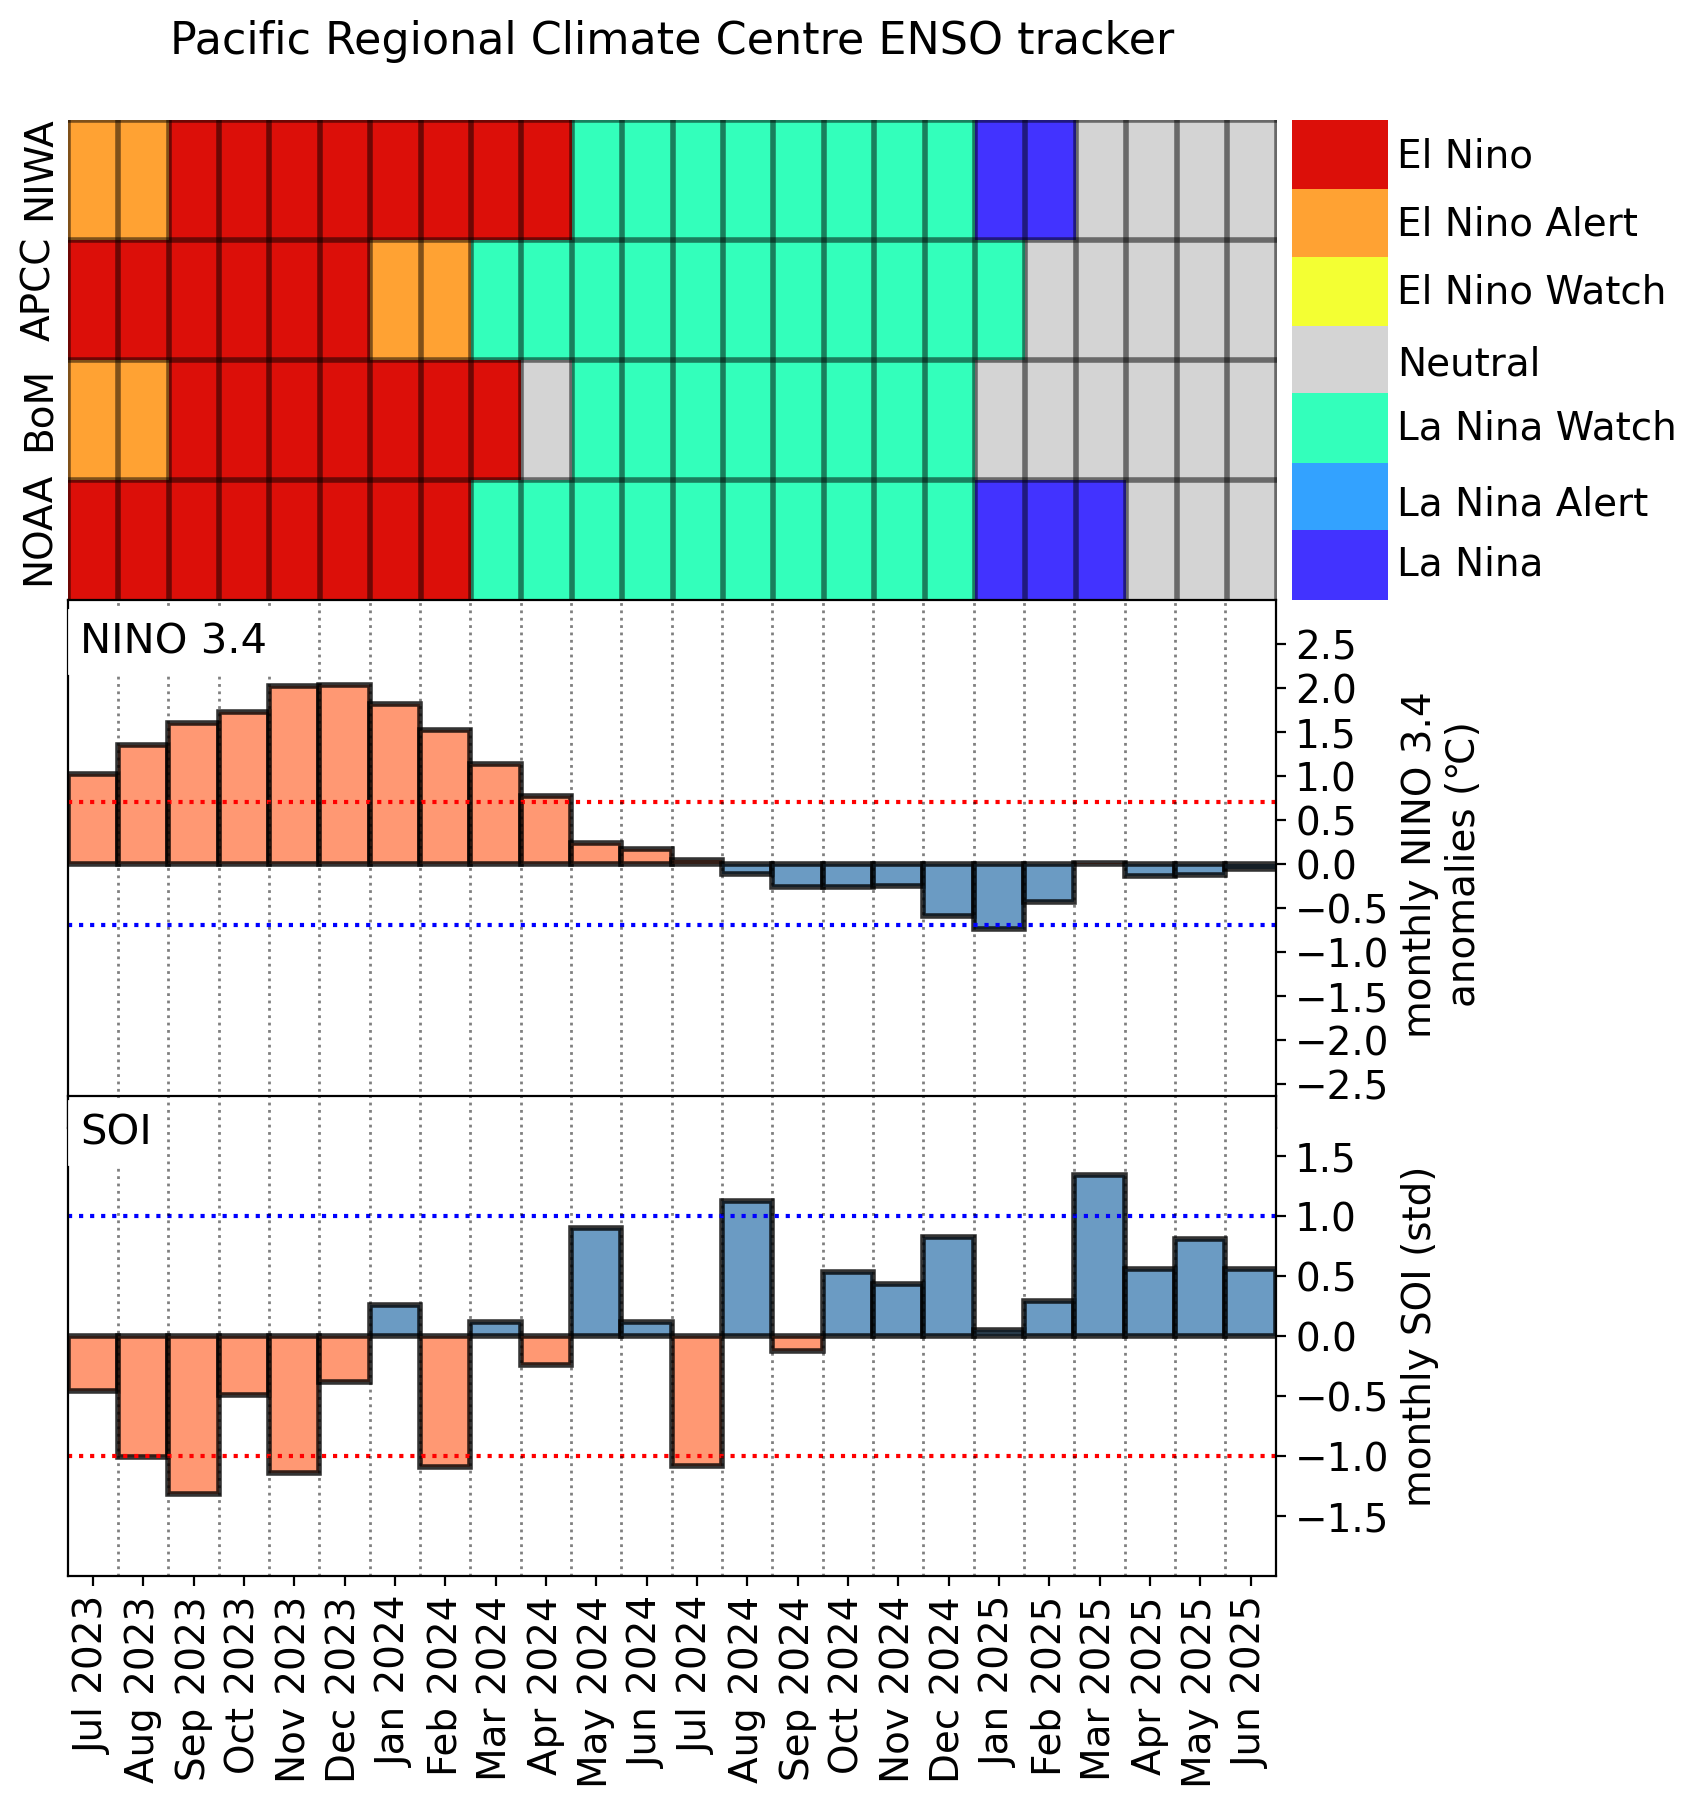 Pacific Regional Climate Centre ENSO tracker
NIWA
APCC
BoM
NOAA
El Nino
El Nino Alert
El Nino Watch
Neutral
La Nina Watch
La Nina Alert
La Nina
NINO 3.4
2.5
2.0
1.5
1.0
0.5
0.0
−0.5
−1.0
−1.5
−2.0
−2.5
monthly NINO 3.4
anomalies (°C)
SOI
1.5
1.0
0.5
0.0
−0.5
−1.0
−1.5
monthly SOI (std)
Jul 2023
Aug 2023
Sep 2023
Oct 2023
Nov 2023
Dec 2023
Jan 2024
Feb 2024
Mar 2024
Apr 2024
May 2024
Jun 2024
Jul 2024
Aug 2024
Sep 2024
Oct 2024
Nov 2024
Dec 2024
Jan 2025
Feb 2025
Mar 2025
Apr 2025
May 2025
Jun 2025